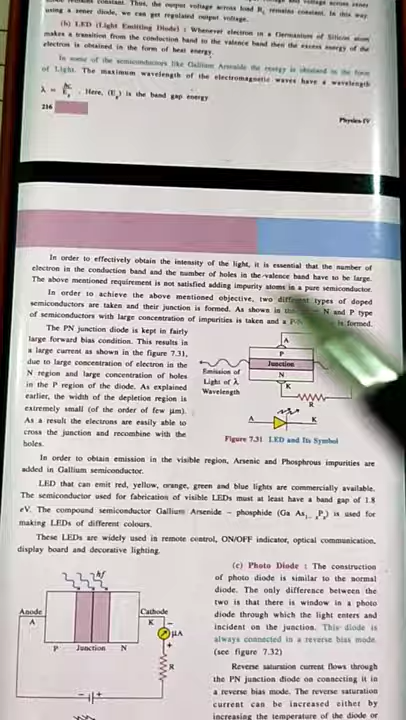 constant. Thus, the output voltage across load R L remains constant. In this way,
using a zener diode, we can get regulated output voltage.
(b) LED (Light Emitting Diode) : Whenever electron in a Germanium of Silicon atom
makes a transition from the conduction band to the valence band then the excess energy of the
electron is obtained in the form of heat energy.
In some of the semiconductors like Gallium Arsenide the energy is obtained in the form
of Light. The maximum wavelength of the electromagnetic waves have a wavelength
λ = hc/Eg . Here, (Eg) is the band gap energy
216
Physics-IV
In order to effectively obtain the intensity of the light, it is essential that the number of
electron in the conduction band and the number of holes in the valence band have to be large.
The above mentioned requirement is not satisfied adding impurity atoms in a pure semiconductor.
In order to achieve the above mentioned objective, two different types of doped
semiconductors are taken and their junction is formed. As shown in the N and P type
of semiconductors with large concentration of impurities is taken and a P-N is formed.
The PN junction diode is kept in fairly
large forward bias condition. This results in
a large current as shown in the figure 7.31,
due to large concentration of electron in the
N region and large concentration of holes
in the P region of the diode. As explained
earlier, the width of the depletion region is
extremely small (of the order of few μm).
As a result the electrons are easily able to
cross the junction and recombine with the
holes.
A
P
Junction
N
K
R
Emission of
Light of λ
Wavelength
A
K
Figure 7.31 LED and Its Symbol
In order to obtain emission in the visible region, Arsenic and Phosphrous impurities are
added in Gallium semiconductor.
LED that can emit red, yellow, orange, green and blue lights are commercially available.
The semiconductor used for fabrication of visible LEDs must at least have a band gap of 1.8
eV. The compound semiconductor Gallium Arsenide – phosphide (Ga As1–xPx) is used for
making LEDs of different colours.
These LEDs are widely used in remote control, ON/OFF indicator, optical communication,
display board and decorative lighting.
hf
Anode
A
Cathode
K
P Junction N
μA
R
(c) Photo Diode : The construction
of photo diode is similar to the normal
diode. The only difference between the
two is that there is window in a photo
diode through which the light enters and
incident on the junction. This diode is
always connected in a reverse bias mode.
(see figure 7.32)
Reverse saturation current flows through
the PN junction diode on connecting it in
a reverse bias mode. The reverse saturation
current can be increased either by
increasing the temperature of the diode or